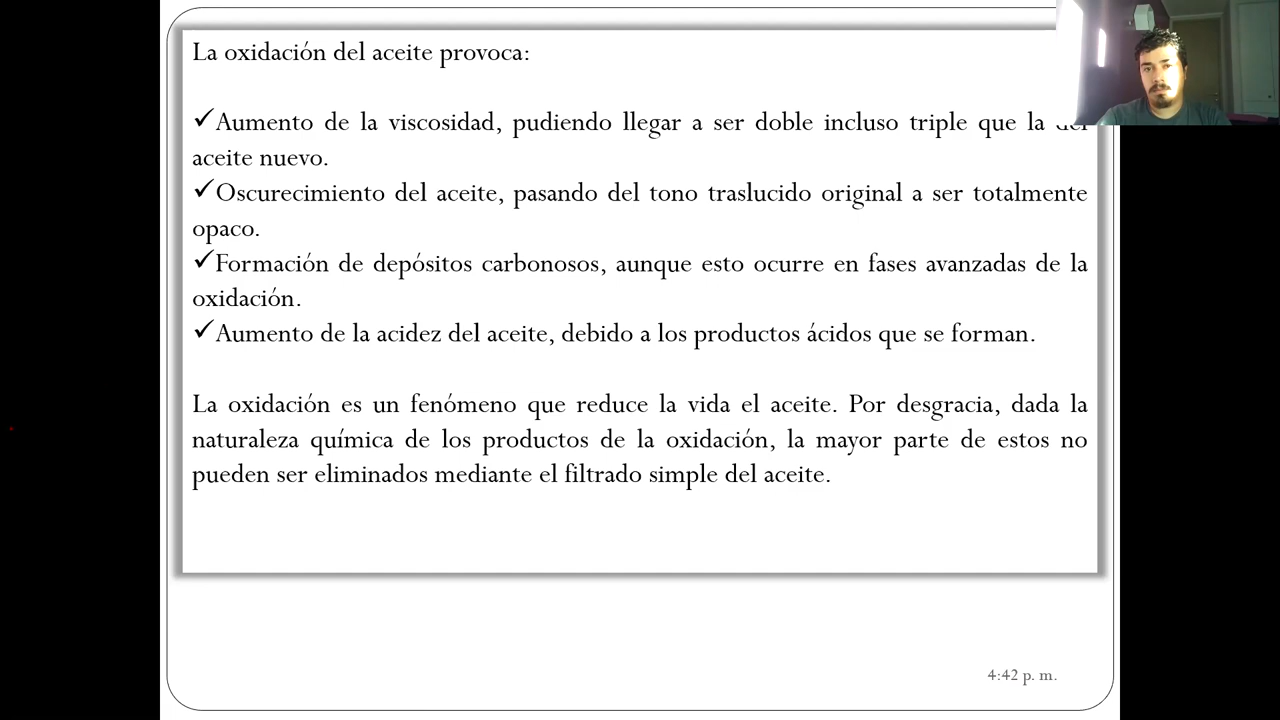 La oxidación del aceite provoca:
✓Aumento de la viscosidad, pudiendo llegar a ser doble incluso triple que la del
aceite nuevo.
✓Oscurecimiento del aceite, pasando del tono traslucido original a ser totalmente
opaco.
✓Formación de depósitos carbonosos, aunque esto ocurre en fases avanzadas de la
oxidación.
✓Aumento de la acidez del aceite, debido a los productos ácidos que se forman.
La oxidación es un fenómeno que reduce la vida el aceite. Por desgracia, dada la
naturaleza química de los productos de la oxidación, la mayor parte de estos no
pueden ser eliminados mediante el filtrado simple del aceite.
4:42 p. m.